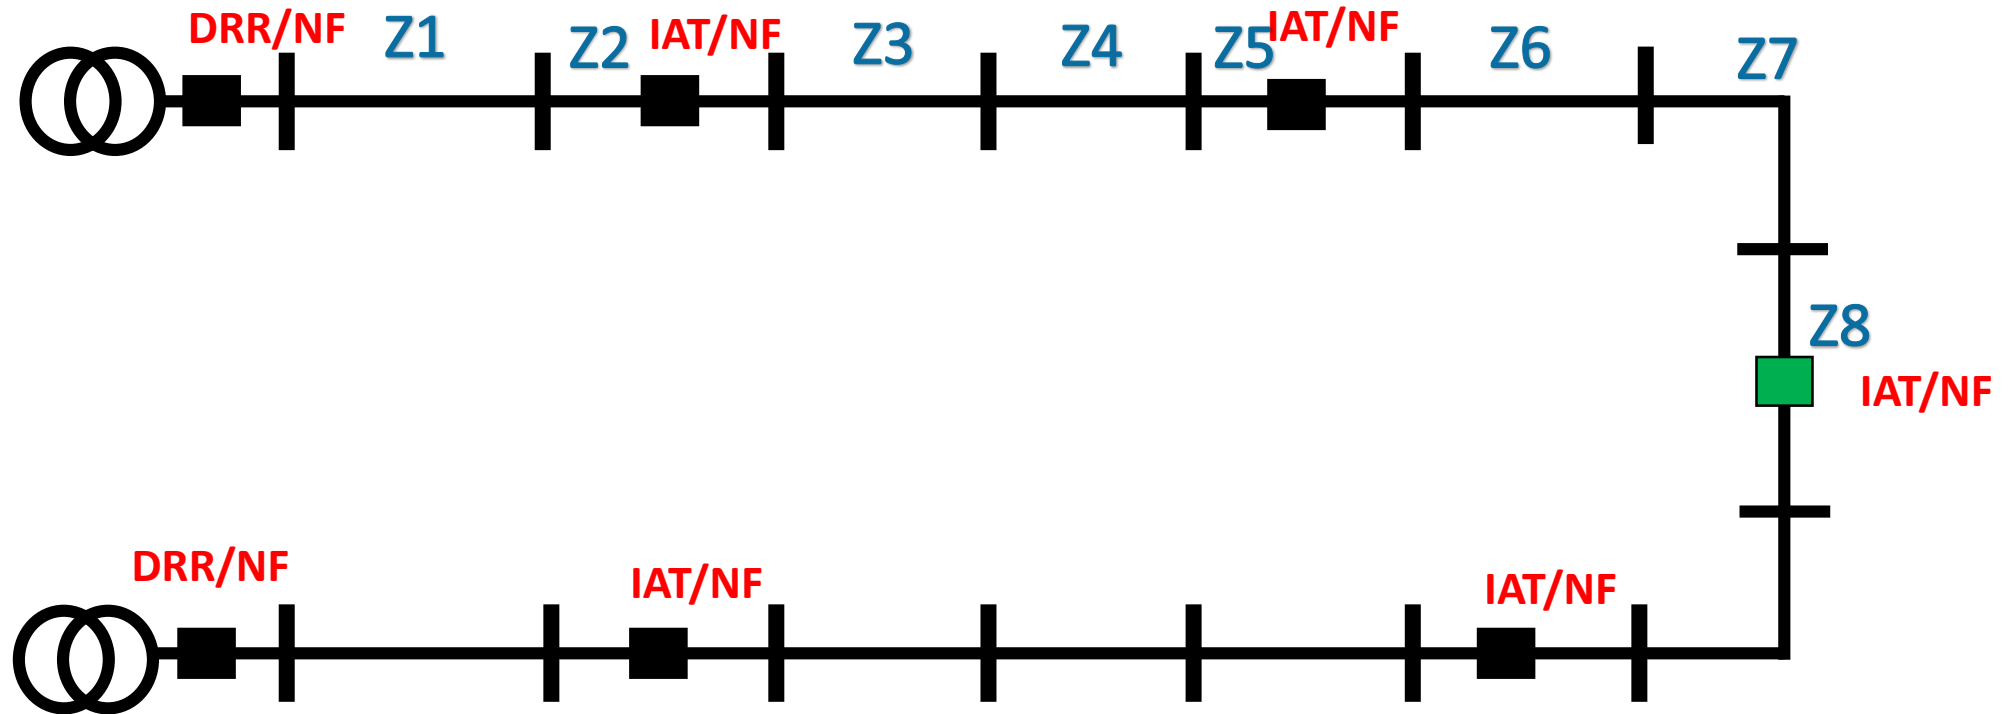 DRR/NF
Z1
Z2
IAT/NF
Z3
Z4
Z5
IAT/NF
Z6
Z7
Z8
IAT/NF
DRR/NF
IAT/NF
IAT/NF